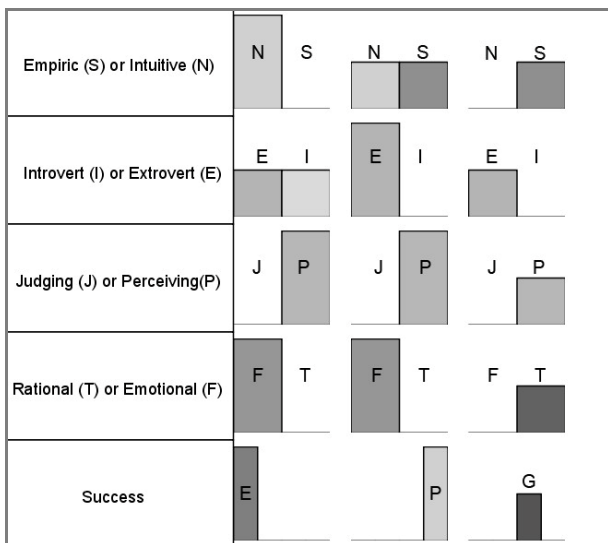 Empiric (S) or Intuitive (N) N S N S N S
Introvert (I) or Extrovert (E) E I E I E I
Judging (J) or Perceiving(P) J P J P J P
Rational (T) or Emotional (F) F T F T F T
Success E P G